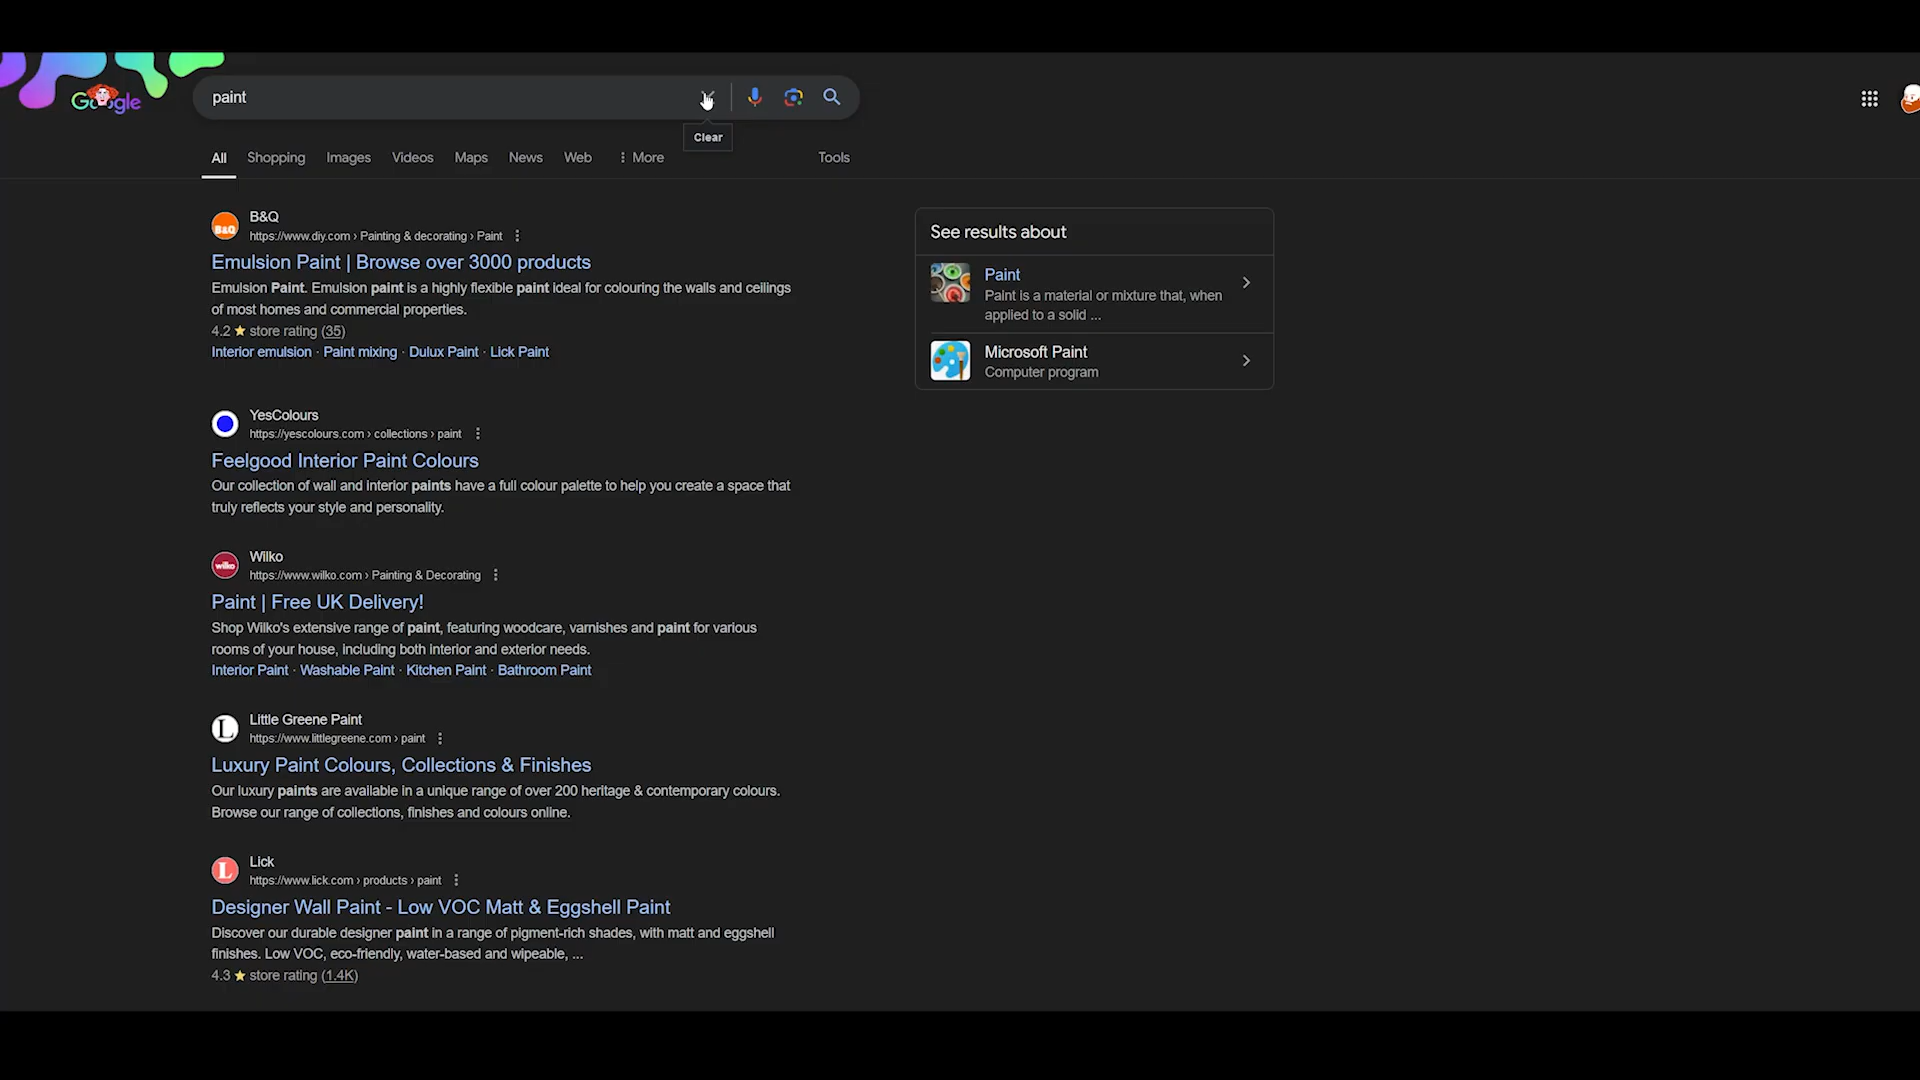 Google
paint
Clear
All Shopping Images Videos Maps News Web More Tools
B&Q
B&Q
https://www.diy.com › Painting & decorating › Paint
Emulsion Paint | Browse over 3000 products
Emulsion Paint. Emulsion paint is a highly flexible paint ideal for colouring the walls and ceilings
of most homes and commercial properties.
4.2 ★ store rating (35)
Interior emulsion · Paint mixing · Dulux Paint · Lick Paint
YesColours
https://yescolours.com › collections › paint
Feelgood Interior Paint Colours
Our collection of wall and interior paints have a full colour palette to help you create a space that
truly reflects your style and personality.
wilko
Wilko
https://www.wilko.com › Painting & Decorating
Paint | Free UK Delivery!
Shop Wilko's extensive range of paint, featuring woodcare, varnishes and paint for various
rooms of your house, including both interior and exterior needs.
Interior Paint · Washable Paint · Kitchen Paint · Bathroom Paint
L
Little Greene Paint
https://www.littlegreene.com › paint
Luxury Paint Colours, Collections & Finishes
Our luxury paints are available in a unique range of over 200 heritage & contemporary colours.
Browse our range of collections, finishes and colours online.
L
Lick
https://www.lick.com › products › paint
Designer Wall Paint - Low VOC Matt & Eggshell Paint
Discover our durable designer paint in a range of pigment-rich shades, with matt and eggshell
finishes. Low VOC, eco-friendly, water-based and wipeable, ...
4.3 ★ store rating (1.4K)
See results about
Paint
Paint is a material or mixture that, when
applied to a solid ...
Microsoft Paint
Computer program